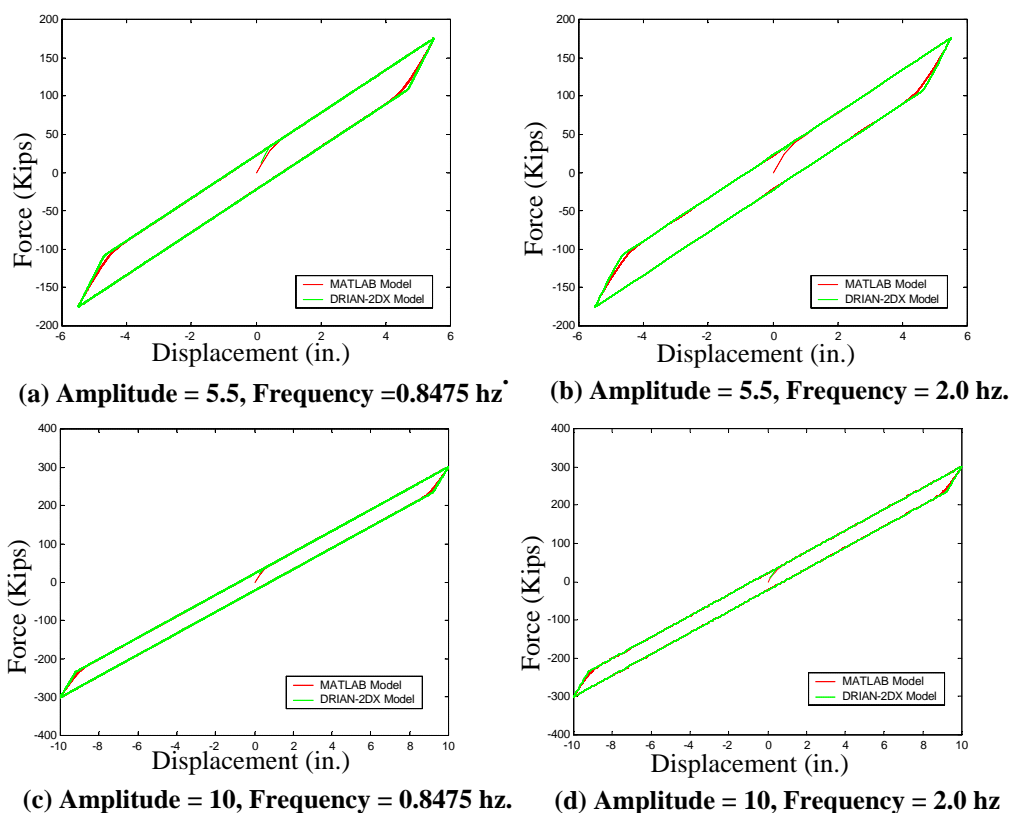 200
150
100
50
0
-50
-100
-150
-200
-6 -4 -2 0 2 4 6
Force (Kips)
Displacement (in.)
MATLAB Model
DRIAN-2DX Model
(a) Amplitude = 5.5, Frequency =0.8475 hz.
200
150
100
50
0
-50
-100
-150
-200
-6 -4 -2 0 2 4 6
Force (Kips)
Displacement (in.)
MATLAB Model
DRIAN-2DX Model
(b) Amplitude = 5.5, Frequency = 2.0 hz.
400
300
200
100
0
-100
-200
-300
-400
-10 -8 -6 -4 -2 0 2 4 6 8 10
Force (Kips)
Displacement (in.)
MATLAB Model
DRIAN-2DX Model
(c) Amplitude = 10, Frequency = 0.8475 hz.
400
300
200
100
0
-100
-200
-300
-400
-10 -8 -6 -4 -2 0 2 4 6 8 10
Force (Kips)
Displacement (in.)
MATLAB Model
DRIAN-2DX Model
(d) Amplitude = 10, Frequency = 2.0 hz